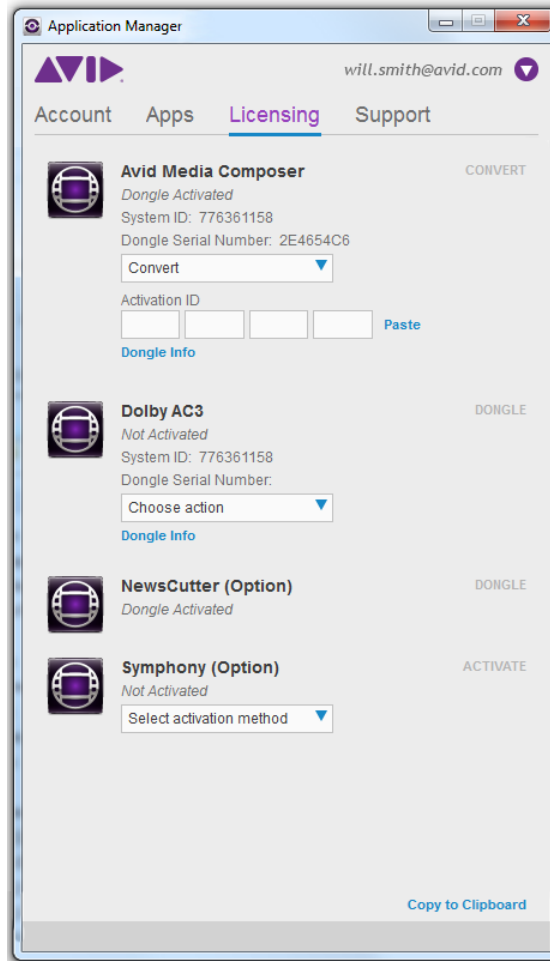 Application Manager
AVID
will.smith@avid.com
Account Apps Licensing Support
Avid Media Composer CONVERT
Dongle Activated
System ID: 776361158
Dongle Serial Number: 2E4654C6
Convert
Activation ID
Paste
Dongle Info
Dolby AC3 DONGLE
Not Activated
System ID: 776361158
Dongle Serial Number:
Choose action
Dongle Info
NewsCutter (Option) DONGLE
Dongle Activated
Symphony (Option) ACTIVATE
Not Activated
Select activation method
Copy to Clipboard